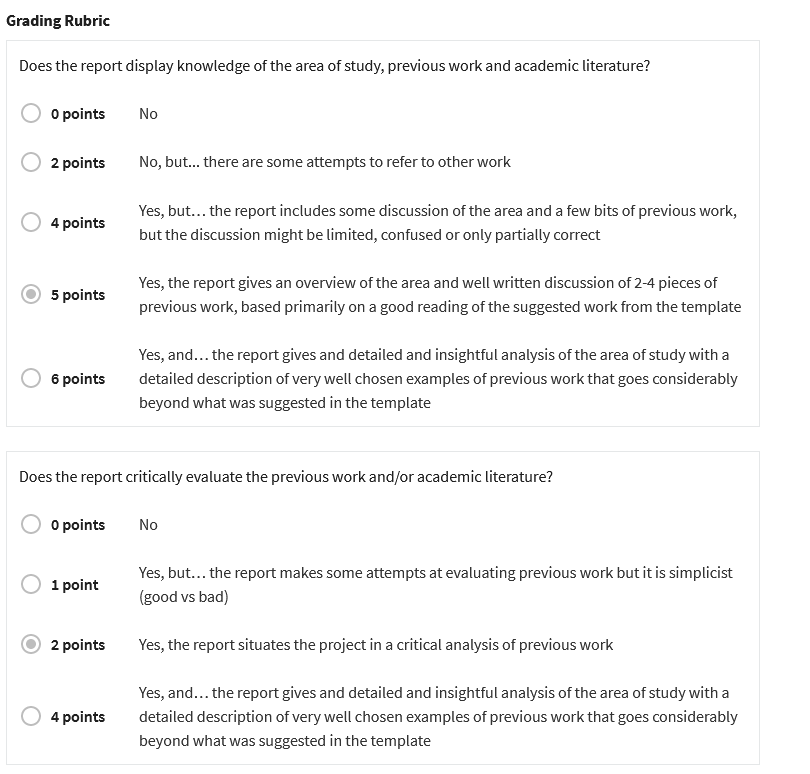 Grading Rubric
Does the report display knowledge of the area of study, previous work and academic literature?
0 points No
2 points No, but... there are some attempts to refer to other work
4 points Yes, but… the report includes some discussion of the area and a few bits of previous work,
but the discussion might be limited, confused or only partially correct
5 points Yes, the report gives an overview of the area and well written discussion of 2-4 pieces of
previous work, based primarily on a good reading of the suggested work from the template
6 points Yes, and… the report gives and detailed and insightful analysis of the area of study with a
detailed description of very well chosen examples of previous work that goes considerably
beyond what was suggested in the template
Does the report critically evaluate the previous work and/or academic literature?
0 points No
1 point Yes, but… the report makes some attempts at evaluating previous work but it is simplicist
(good vs bad)
2 points Yes, the report situates the project in a critical analysis of previous work
4 points Yes, and… the report gives and detailed and insightful analysis of the area of study with a
detailed description of very well chosen examples of previous work that goes considerably
beyond what was suggested in the template